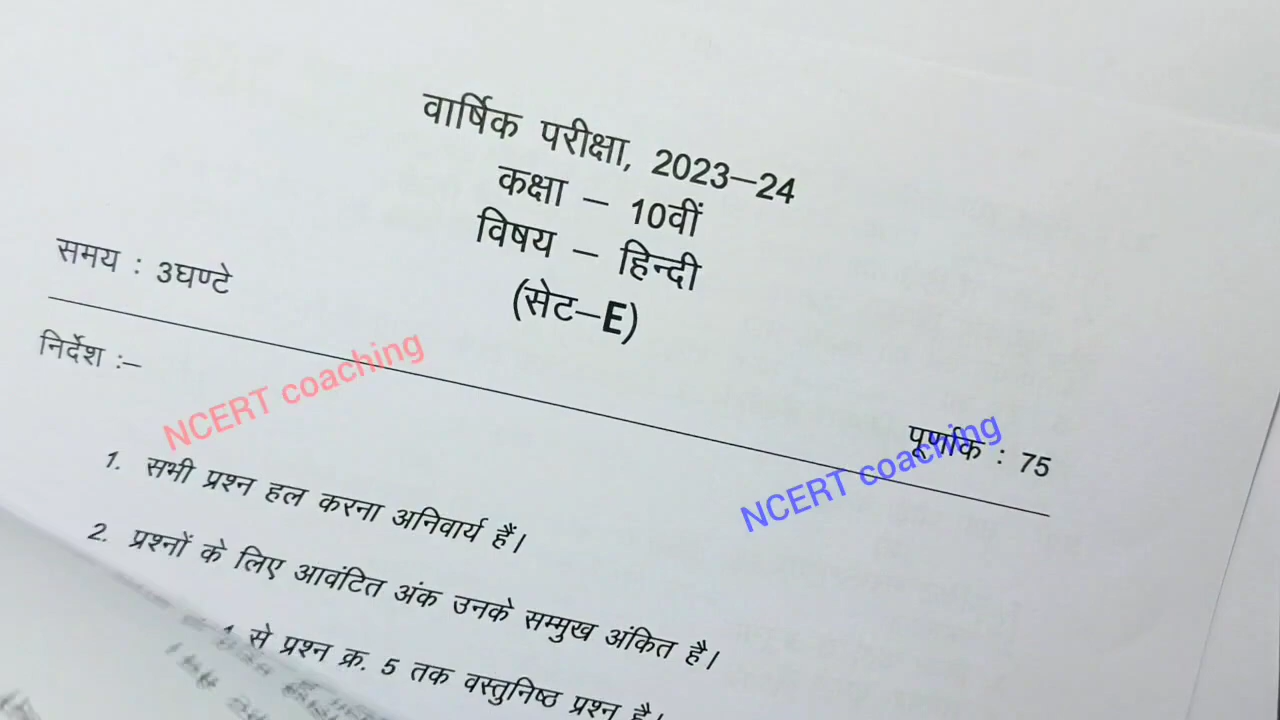 वार्षिक परीक्षा, 2023–24
कक्षा – 10वीं
विषय – हिन्दी
(सेट–E)
समय : 3घण्टे
पूर्णांक : 75
निर्देश :–
NCERT coaching
NCERT coaching
1. सभी प्रश्न हल करना अनिवार्य हैं।
2. प्रश्नों के लिए आवंटित अंक उनके सम्मुख अंकित है।
1 से प्रश्न क्र. 5 तक वस्तुनिष्ठ प्रश्न है।